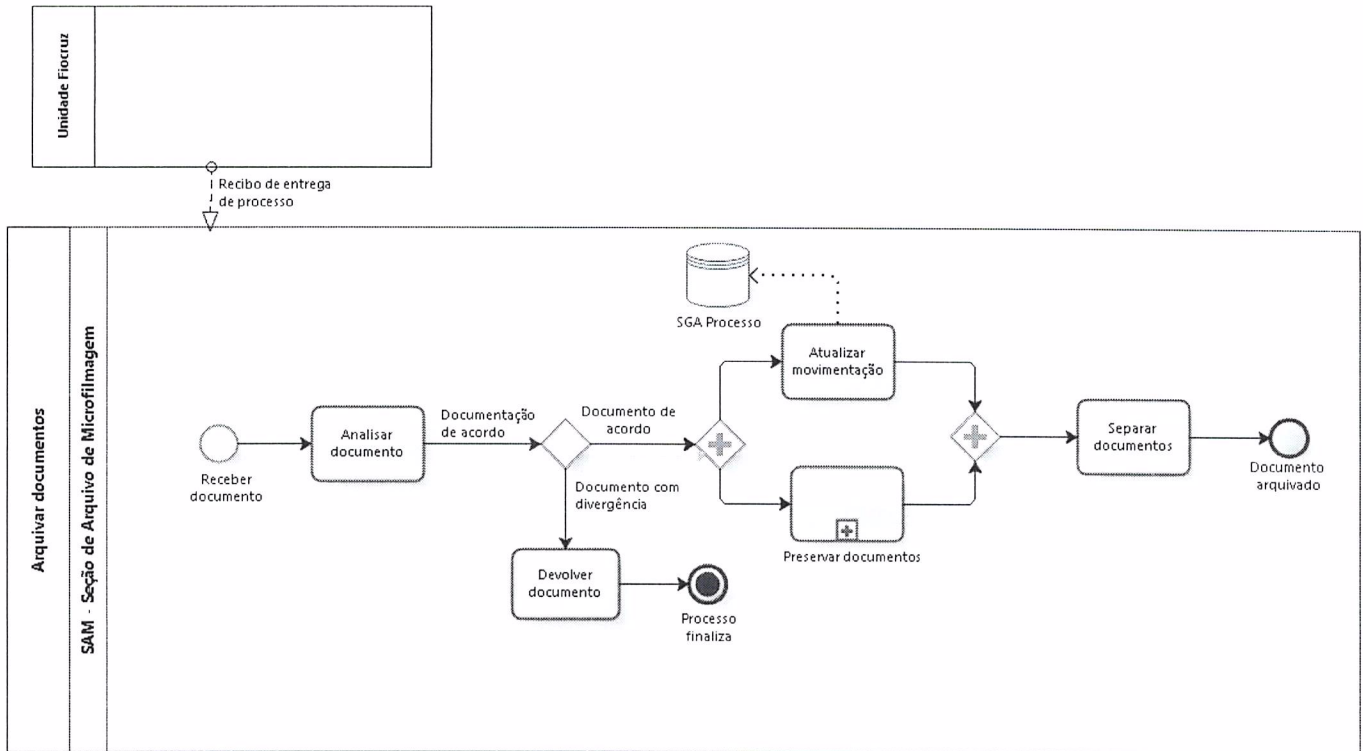 Unidade Fiocruz
Recibo de entrega
de processo
Arquivar documentos
SAM - Seção de Arquivo de Microfilmagem
SGA Processo
Atualizar
movimentação
Receber
documento
Analisar
documento
Documentação
de acordo
Documento de
acordo
Documento com
divergência
Devolver
documento
Processo
finaliza
Preservar documentos
Separar
documentos
Documento
arquivado